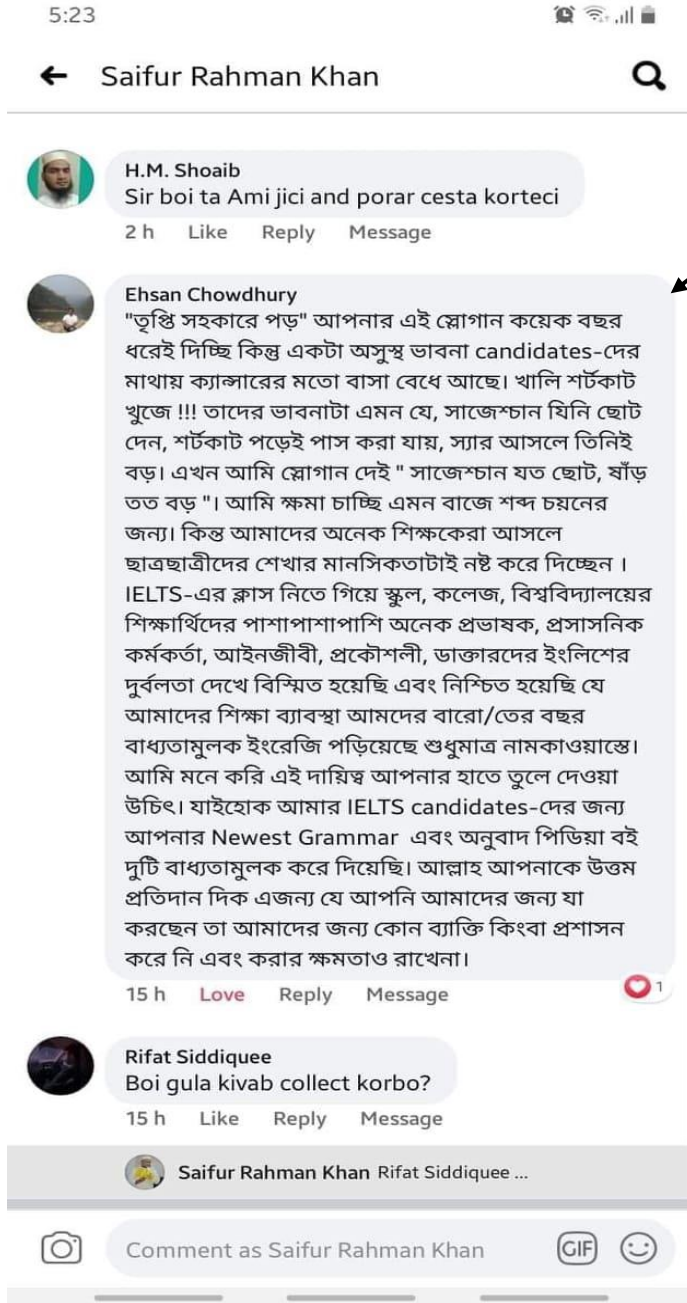 5:23
Saifur Rahman Khan
H.M. Shoaib
Sir boi ta Ami jici and porar cesta korteci
2 h Like Reply Message
Ehsan Chowdhury
"তৃপ্তি সহকারে পড়" আপনার এই স্লোগান কয়েক বছর
ধরেই দিচ্ছি কিন্তু একটা অসুস্থ ভাবনা candidates-দের
মাথায় ক্যান্সারের মতো বাসা বেধে আছে। খালি শর্টকাট
খুজে !!! তাদের ভাবনাটা এমন যে, সাজেশ্চান যিনি ছোট
দেন, শর্টকাট পড়েই পাস করা যায়, স্যার আসলে তিনিই
বড়। এখন আমি স্লোগান দেই " সাজেশ্চান যত ছোট, ষাঁড়
তত বড় "। আমি ক্ষমা চাচ্ছি এমন বাজে শব্দ চয়নের
জন্য। কিন্ত আমাদের অনেক শিক্ষকেরা আসলে
ছাত্রছাত্রীদের শেখার মানসিকতাটাই নষ্ট করে দিচ্ছেন ।
IELTS-এর ক্লাস নিতে গিয়ে স্কুল, কলেজ, বিশ্ববিদ্যালয়ের
শিক্ষার্থিদের পাশাপাশাপাশি অনেক প্রভাষক, প্রসাসনিক
কর্মকর্তা, আইনজীবী, প্রকৌশলী, ডাক্তারদের ইংলিশের
দুর্বলতা দেখে বিস্মিত হয়েছি এবং নিশ্চিত হয়েছি যে
আমাদের শিক্ষা ব্যাবস্থা আমদের বারো/তের বছর
বাধ্যতামুলক ইংরেজি পড়িয়েছে শুধুমাত্র নামকাওয়াস্তে।
আমি মনে করি এই দায়িত্ব আপনার হাতে তুলে দেওয়া
উচিৎ। যাইহোক আমার IELTS candidates-দের জন্য
আপনার Newest Grammar এবং অনুবাদ পিডিয়া বই
দুটি বাধ্যতামুলক করে দিয়েছি। আল্লাহ আপনাকে উত্তম
প্রতিদান দিক এজন্য যে আপনি আমাদের জন্য যা
করছেন তা আমাদের জন্য কোন ব্যাক্তি কিংবা প্রশাসন
করে নি এবং করার ক্ষমতাও রাখেনা।
15 h Love Reply Message 1
Rifat Siddiquee
Boi gula kivab collect korbo?
15 h Like Reply Message
Saifur Rahman Khan Rifat Siddiquee ...
Comment as Saifur Rahman Khan GIF